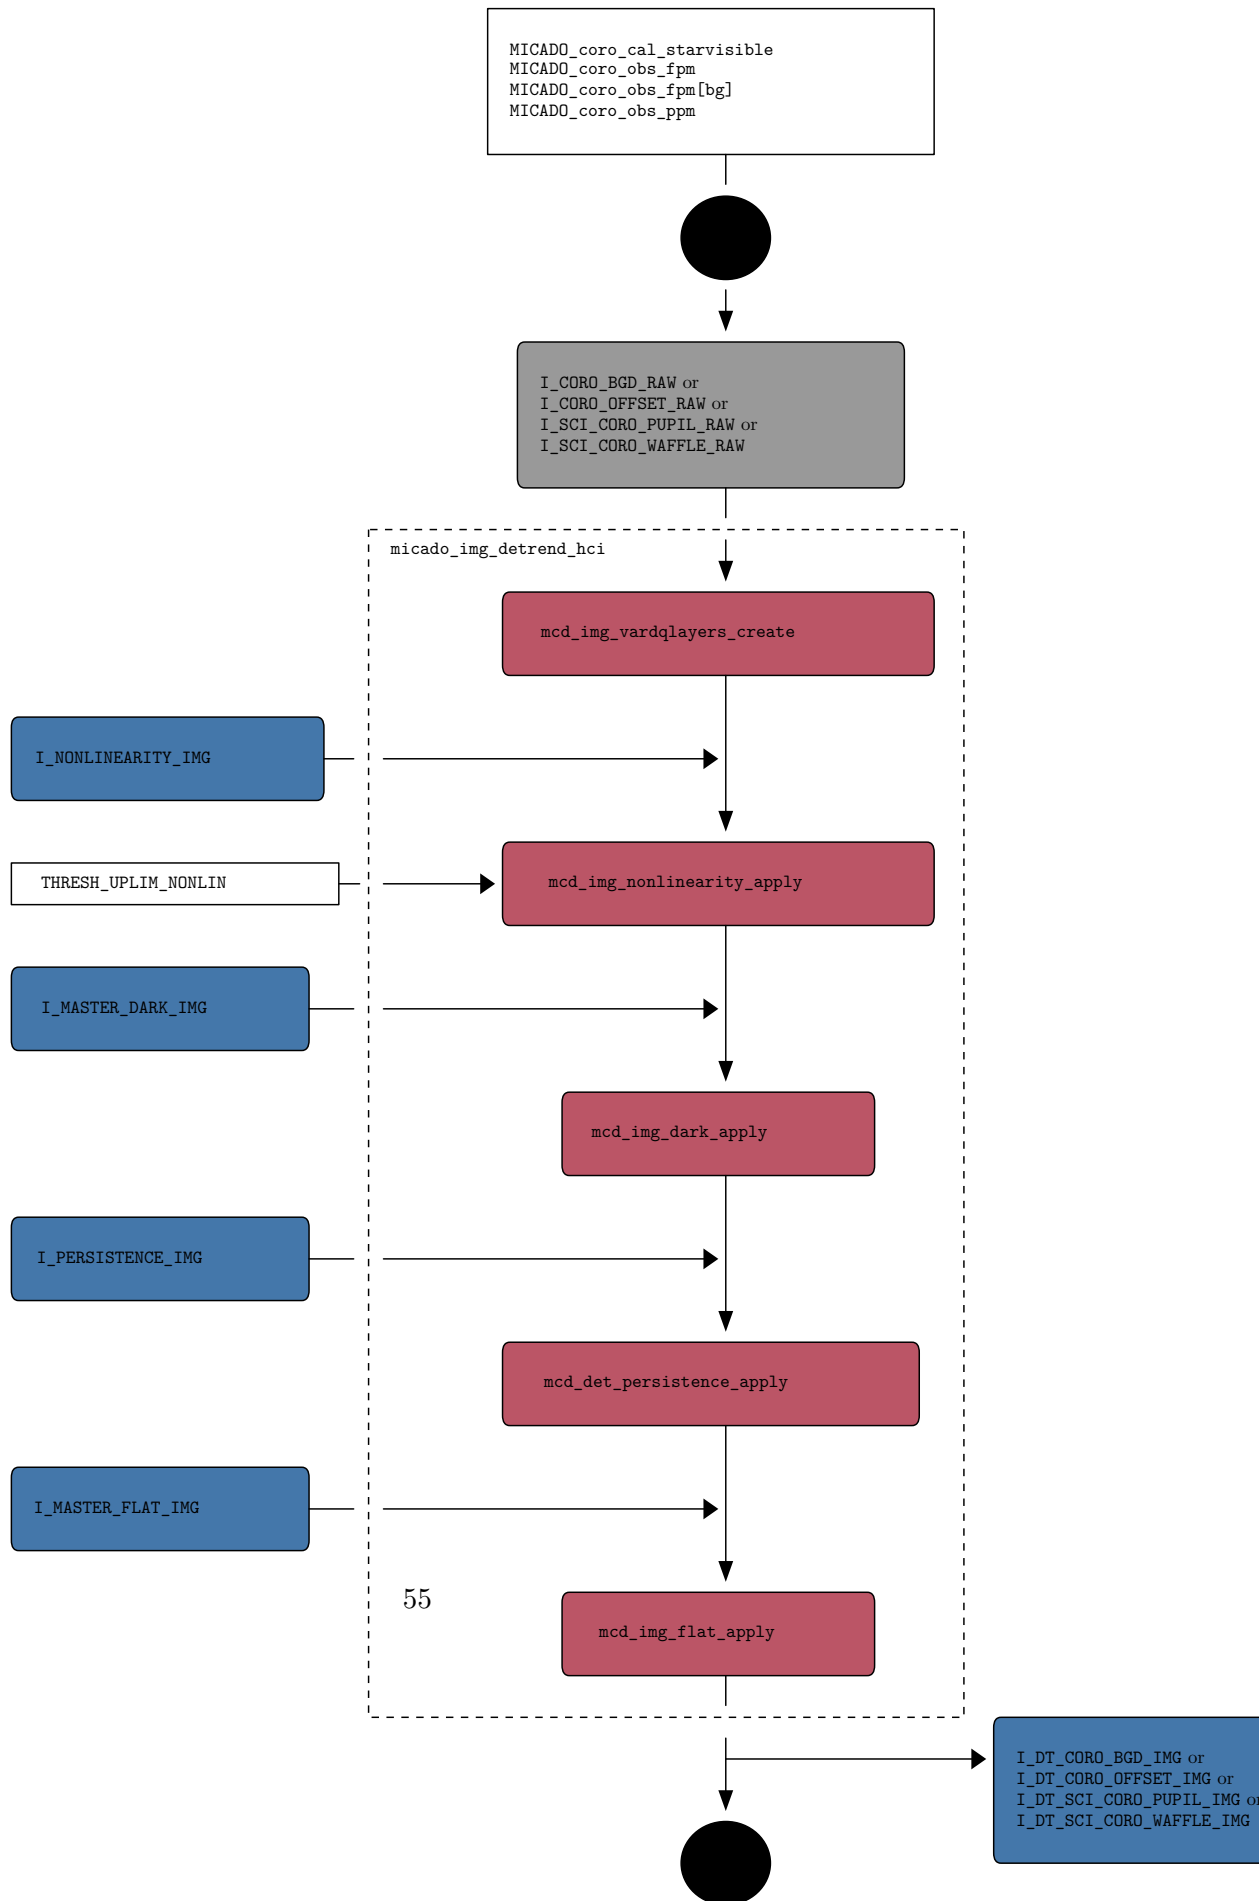 MICADO_coro_cal_starvisible
MICADO_coro_obs_fpm
MICADO_coro_obs_fpm[bg]
MICADO_coro_obs_ppm
I_CORO_BGD_RAW or
I_CORO_OFFSET_RAW or
I_SCI_CORO_PUPIL_RAW or
I_SCI_CORO_WAFFLE_RAW
micado_img_detrend_hci
mcd_img_vardqlayers_create
I_NONLINEARITY_IMG
THRESH_UPLIM_NONLIN
mcd_img_nonlinearity_apply
I_MASTER_DARK_IMG
mcd_img_dark_apply
I_PERSISTENCE_IMG
mcd_det_persistence_apply
I_MASTER_FLAT_IMG
55
mcd_img_flat_apply
I_DT_CORO_BGD_IMG or
I_DT_CORO_OFFSET_IMG or
I_DT_SCI_CORO_PUPIL_IMG or
I_DT_SCI_CORO_WAFFLE_IMG